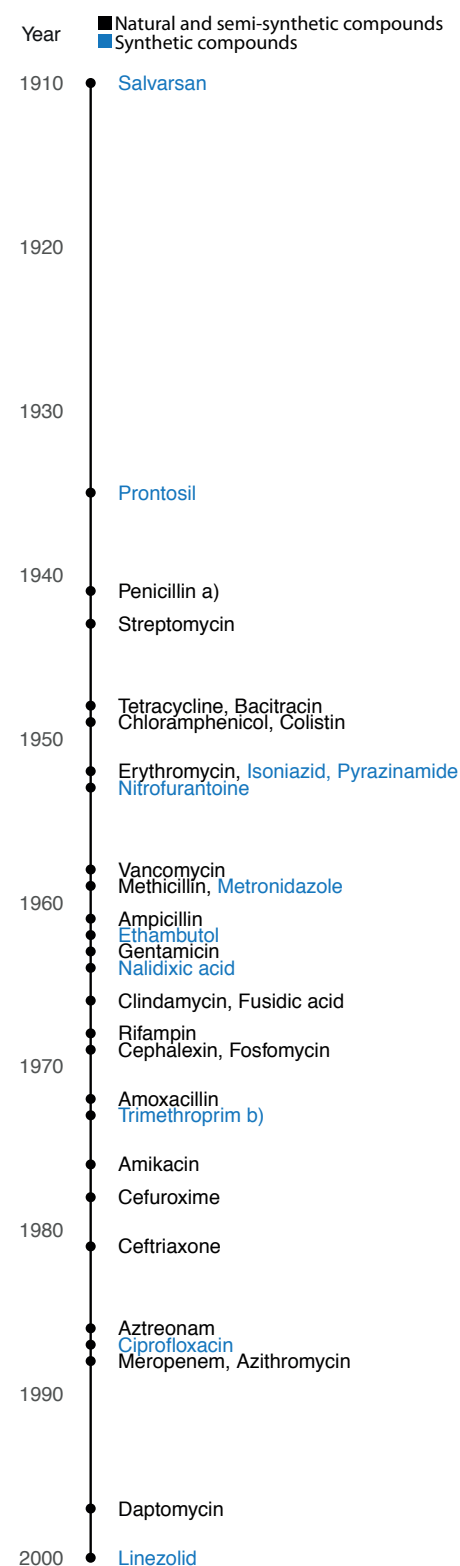 Year
Natural and semi-synthetic compounds
Synthetic compounds
1910 Salvarsan
1920
1930
Prontosil
1940
Penicillin a)
Streptomycin
Tetracycline, Bacitracin
Chloramphenicol, Colistin
1950
Erythromycin, Isoniazid, Pyrazinamide
Nitrofurantoine
Vancomycin
Methicillin, Metronidazole
1960
Ampicillin
Ethambutol
Gentamicin
Nalidixic acid
Clindamycin, Fusidic acid
Rifampin
Cephalexin, Fosfomycin
1970
Amoxacillin
Trimethroprim b)
Amikacin
Cefuroxime
1980
Ceftriaxone
Aztreonam
Ciprofloxacin
Meropenem, Azithromycin
1990
Daptomycin
2000 Linezolid